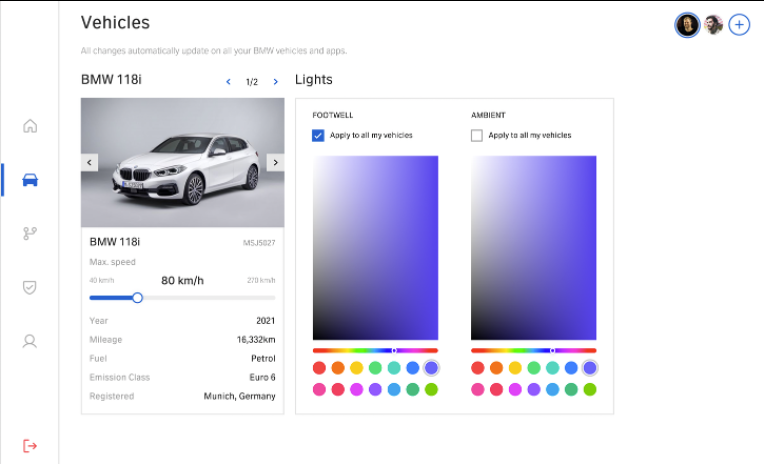 Vehicles
All changes automatically update on all your BMW vehicles and apps.
BMW 118i
1/2
Lights
FOOTWELL
Apply to all my vehicles
AMBIENT
Apply to all my vehicles
BMW 118i
MSJ5027
Max. speed
40 km/h
80 km/h
270 km/h
Year 2021
Mileage 16,332km
Fuel Petrol
Emission Class Euro 6
Registered Munich, Germany